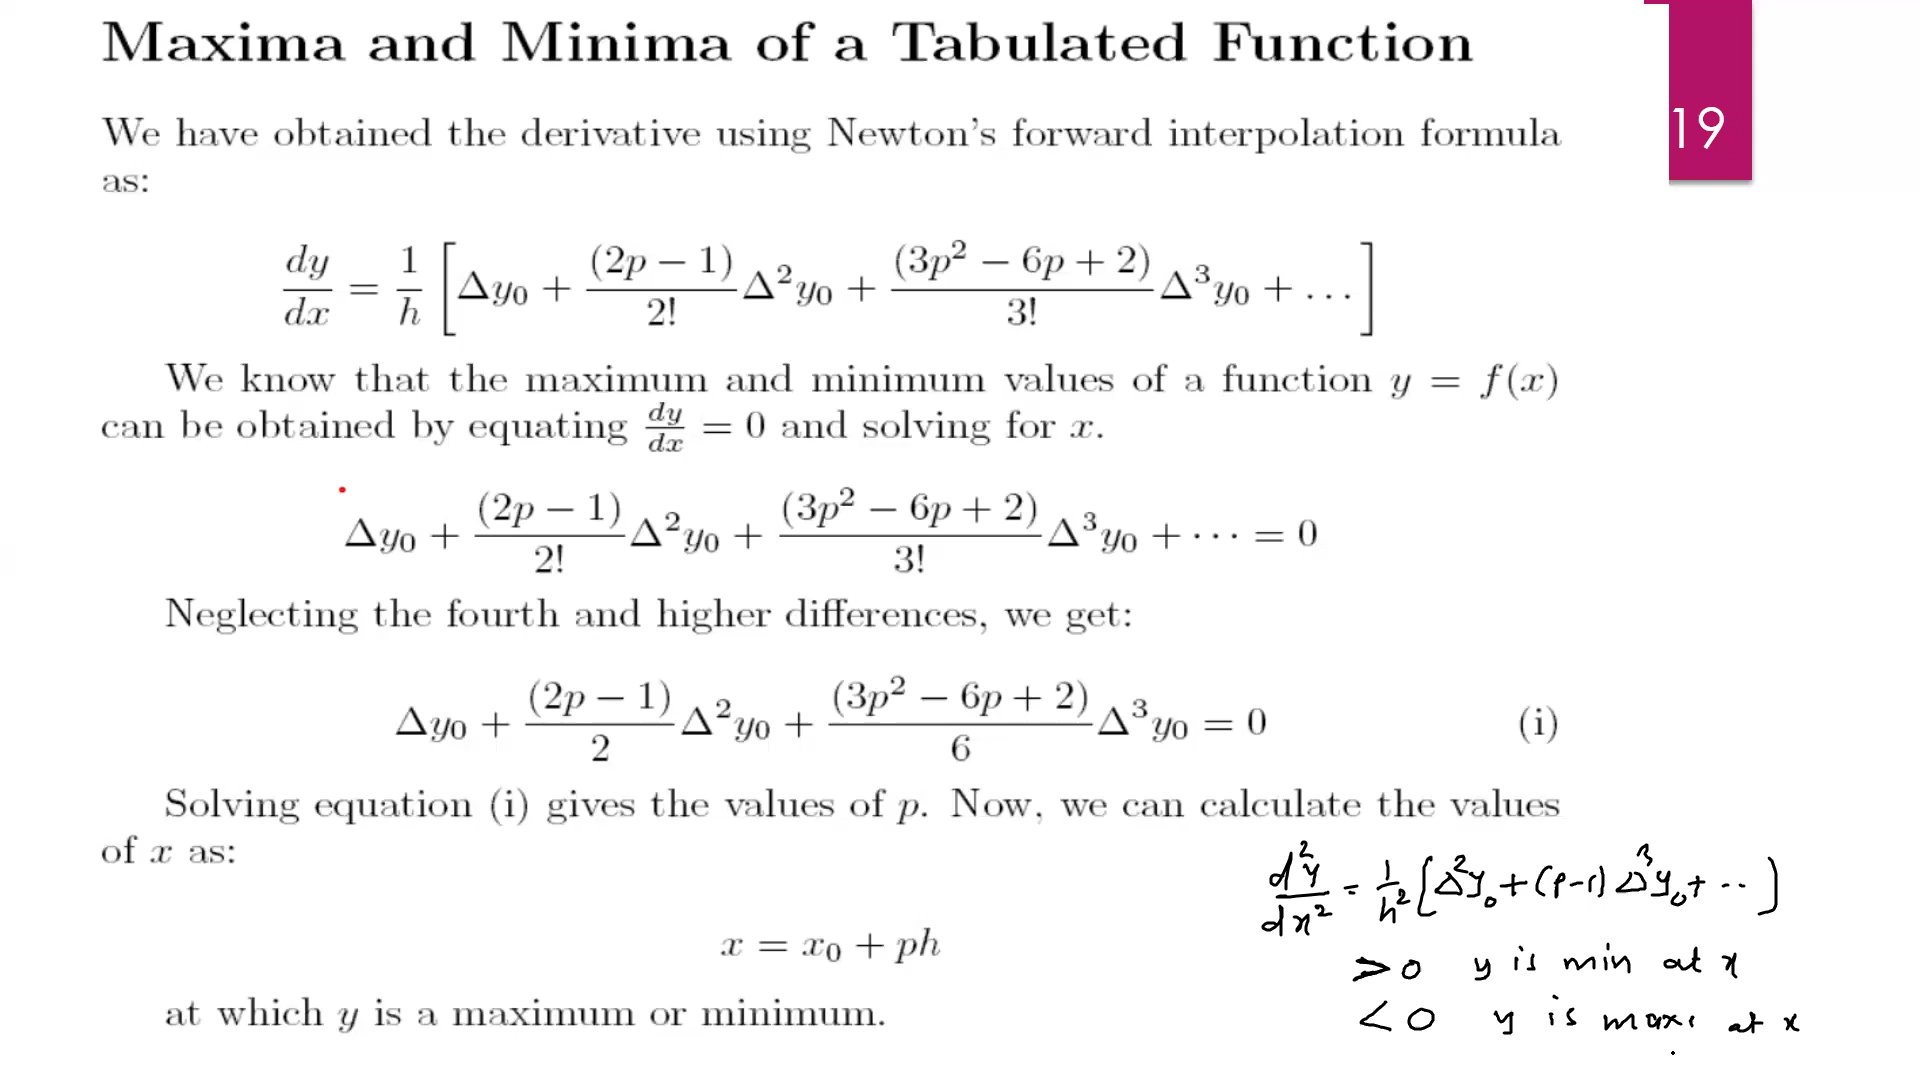 Maxima and Minima of a Tabulated Function
19
We have obtained the derivative using Newton's forward interpolation formula
as:
dy/dx = 1/h [Δy₀ + (2p − 1)/2! Δ²y₀ + (3p² − 6p + 2)/3! Δ³y₀ + ...]
We know that the maximum and minimum values of a function y = f(x)
can be obtained by equating dy/dx = 0 and solving for x.
Δy₀ + (2p − 1)/2! Δ²y₀ + (3p² − 6p + 2)/3! Δ³y₀ + ··· = 0
Neglecting the fourth and higher differences, we get:
Δy₀ + (2p − 1)/2 Δ²y₀ + (3p² − 6p + 2)/6 Δ³y₀ = 0 (i)
Solving equation (i) gives the values of p. Now, we can calculate the values
of x as:
x = x₀ + ph
at which y is a maximum or minimum.
d²y/dx² = 1/h² [Δ²y₀ + (p-1) Δ³y₀ + ··]
>0 y is min at x
<0 y is max. at x